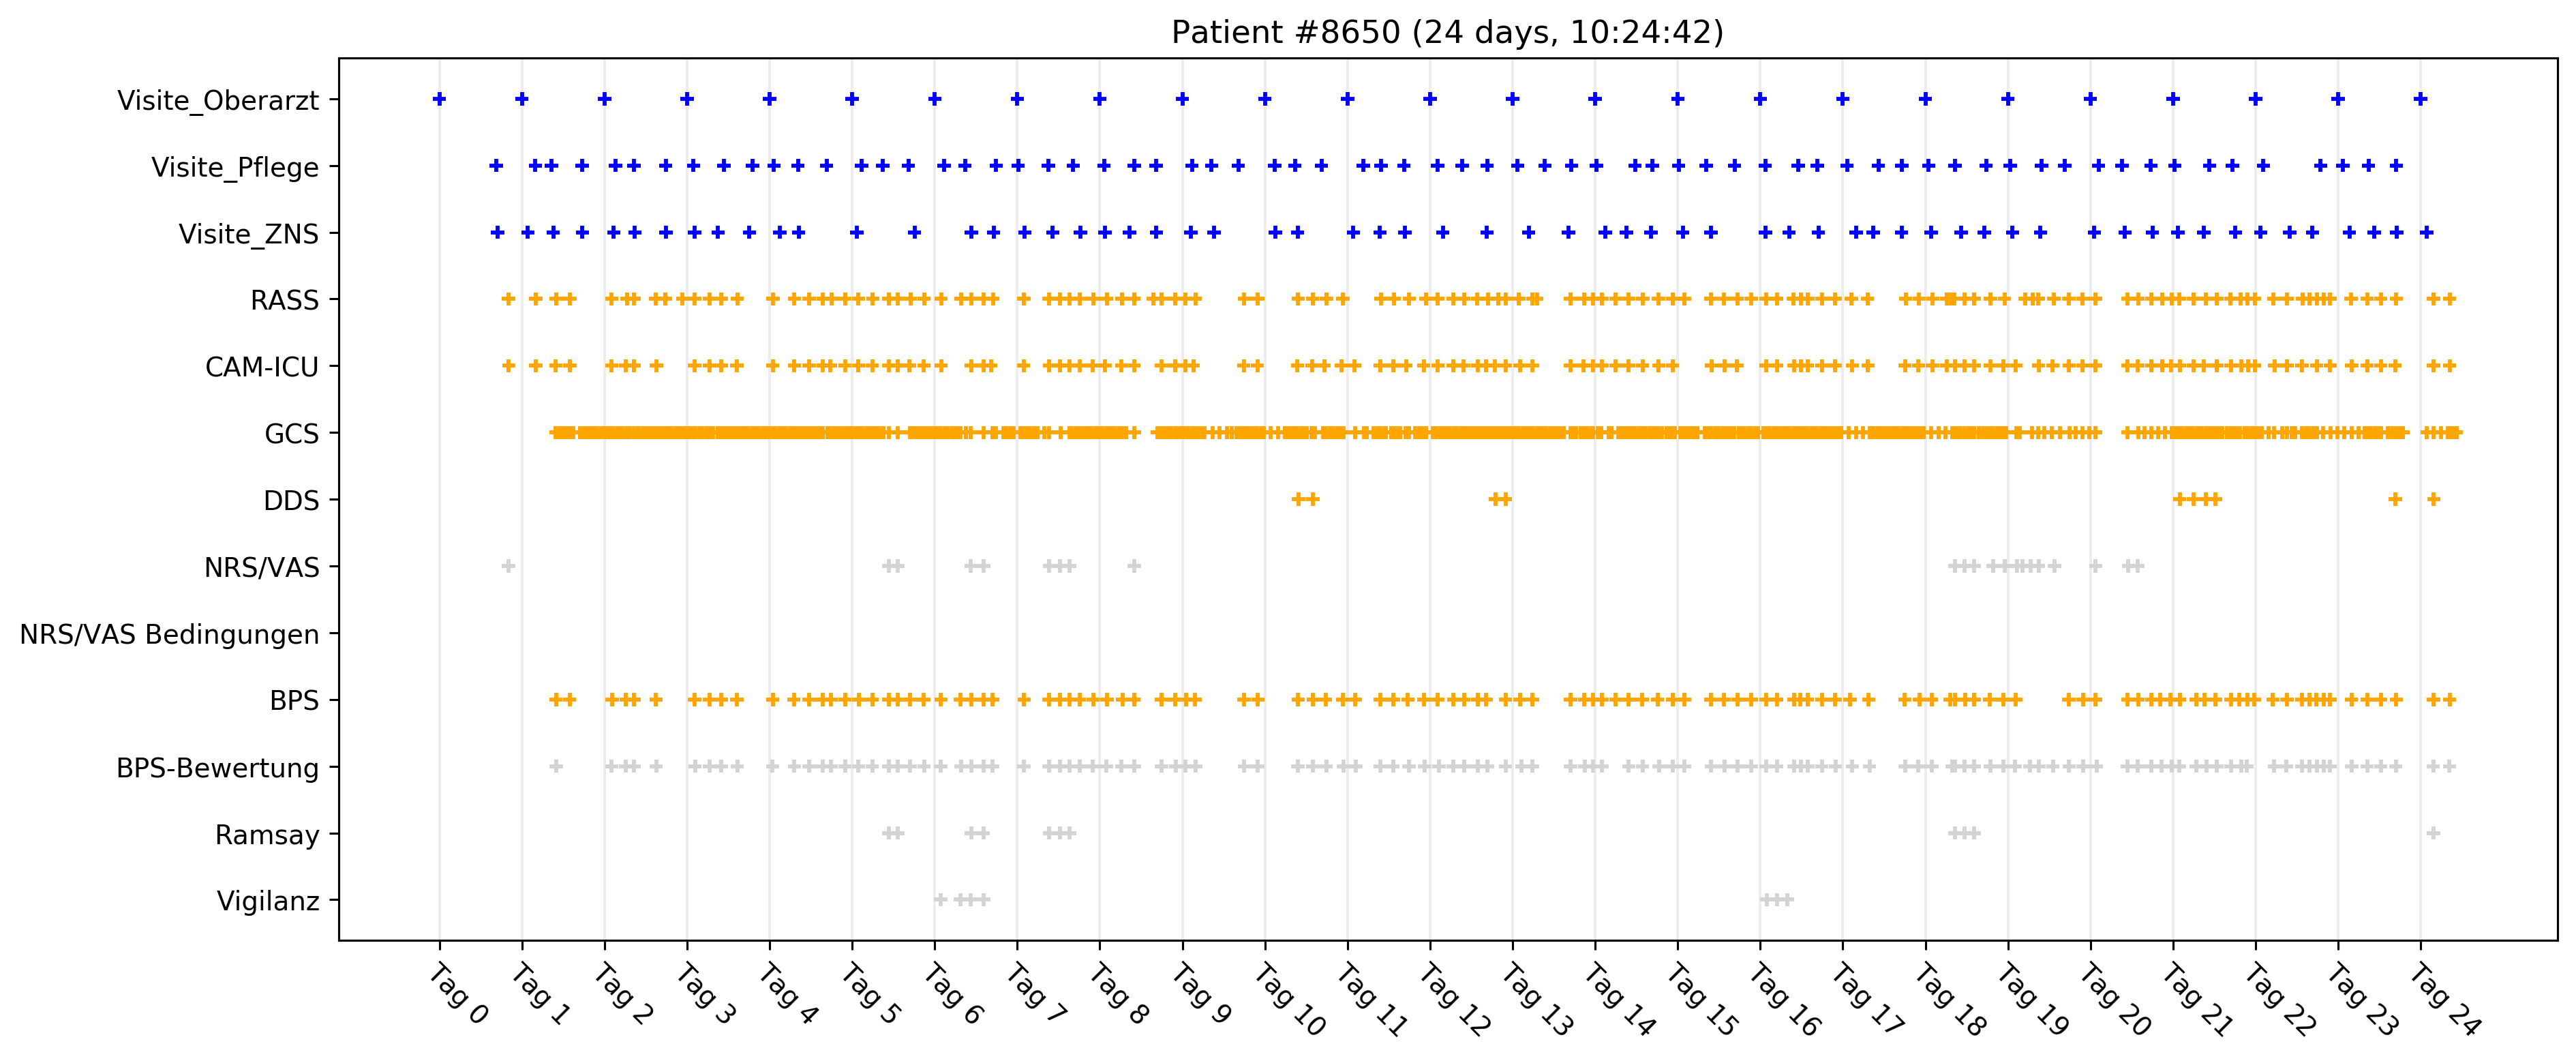 Patient #8650 (24 days, 10:24:42)
Visite_Oberarzt
Visite_Pflege
Visite_ZNS
RASS
CAM-ICU
GCS
DDS
NRS/VAS
NRS/VAS Bedingungen
BPS
BPS-Bewertung
Ramsay
Vigilanz
Tag 0
Tag 1
Tag 2
Tag 3
Tag 4
Tag 5
Tag 6
Tag 7
Tag 8
Tag 9
Tag 10
Tag 11
Tag 12
Tag 13
Tag 14
Tag 15
Tag 16
Tag 17
Tag 18
Tag 19
Tag 20
Tag 21
Tag 22
Tag 23
Tag 24